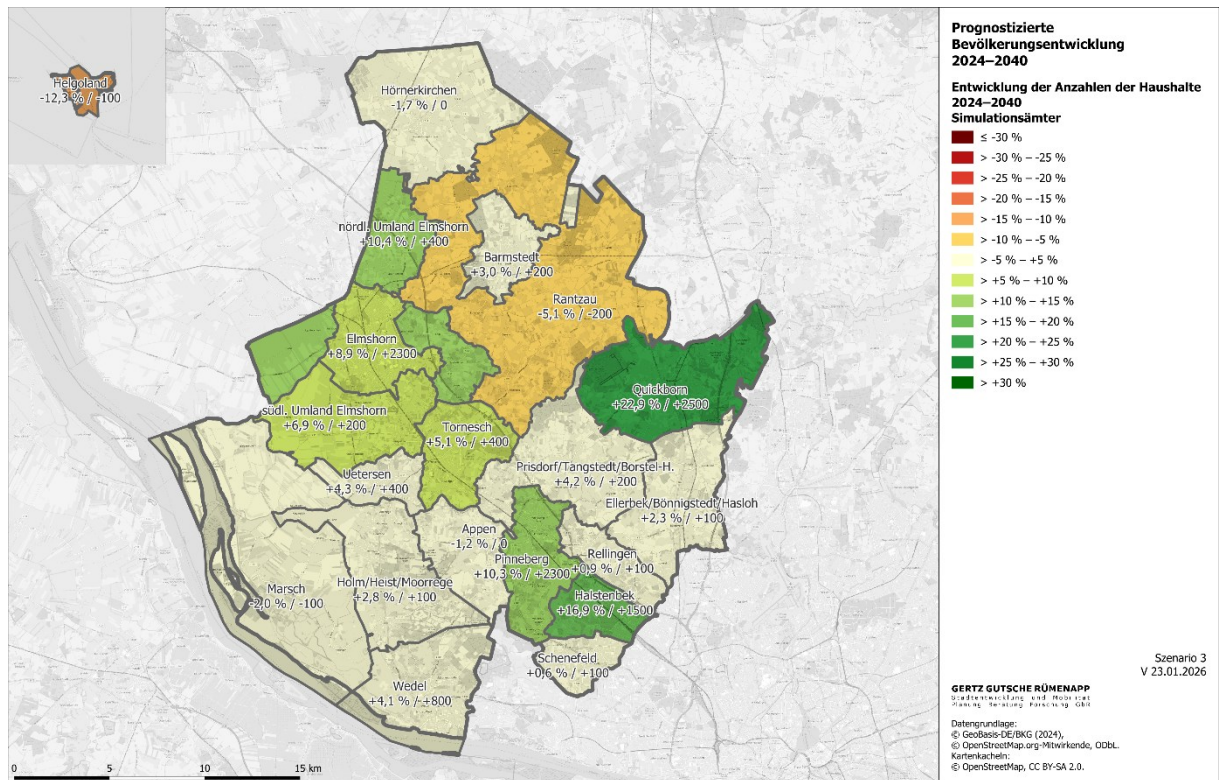 Helgoland
-12,3 % / -100
Hörnerkirchen
-1,7 % / 0
nördl. Umland Elmshorn
+10,4 % / +400
Barmstedt
+3,0 % / +200
Rantzau
-5,1 % / -200
Elmshorn
+8,9 % / +2300
Quickborn
+22,9 % / +2500
südl. Umland Elmshorn
+6,9 % / +200
Tornesch
+5,1 % / +400
Uetersen
+4,3 % / +400
Prisdorf/Tangstedt/Borstel-H.
+4,2 % / +200
Ellerbek/Bönnigstedt/Hasloh
+2,3 % / +100
Appen
-1,2 % / 0
Pinneberg
+10,3 % / +2300
Rellingen
+0,9 % / +100
Marsch
-2,0 % / -100
Holm/Heist/Moorrege
+2,8 % / +100
Halstenbek
+16,9 % / +1500
Schenefeld
+0,6 % / +100
Wedel
+4,1 % / +800
0 5 10 15 km
Prognostizierte
Bevölkerungsentwicklung
2024–2040
Entwicklung der Anzahlen der Haushalte
2024–2040
Simulationsämter
≤ -30 %
> -30 % – -25 %
> -25 % – -20 %
> -20 % – -15 %
> -15 % – -10 %
> -10 % – -5 %
> -5 % – +5 %
> +5 % – +10 %
> +10 % – +15 %
> +15 % – +20 %
> +20 % – +25 %
> +25 % – +30 %
> +30 %
Szenario 3
V 23.01.2026
GERTZ GUTSCHE RÜMENAPP
Stadtentwicklung und Mobilität
Planung Beratung Forschung GbR
Datengrundlage:
© GeoBasis-DE/BKG (2024),
© OpenStreetMap.org-Mitwirkende, ODbL.
Kartenkacheln:
© OpenStreetMap, CC BY-SA 2.0.